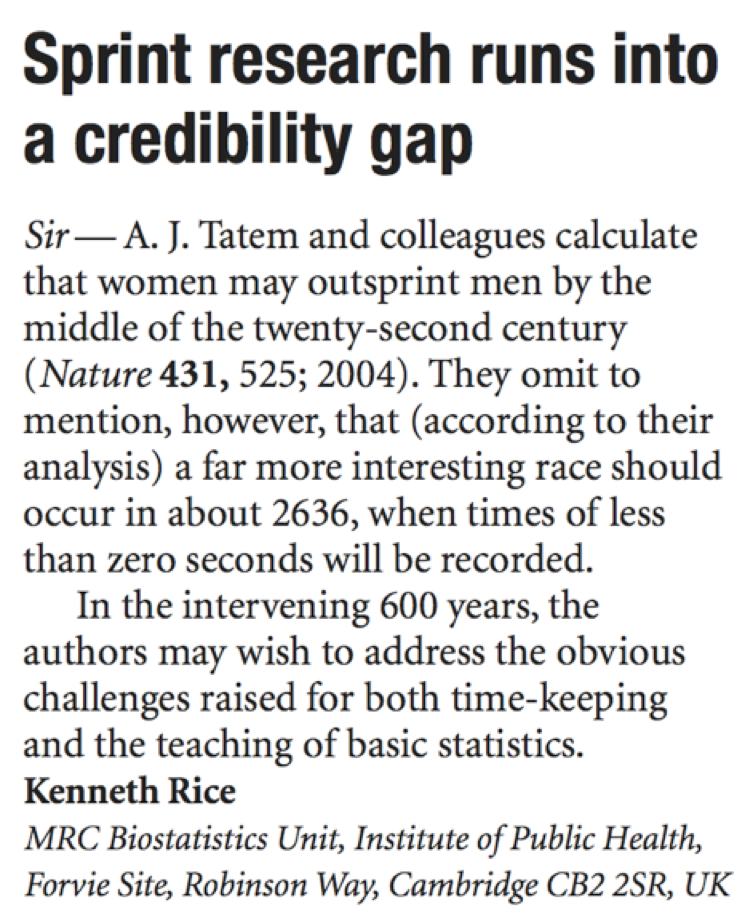 Sprint research runs into
a credibility gap
Sir — A. J. Tatem and colleagues calculate
that women may outsprint men by the
middle of the twenty-second century
(Nature 431, 525; 2004). They omit to
mention, however, that (according to their
analysis) a far more interesting race should
occur in about 2636, when times of less
than zero seconds will be recorded.
In the intervening 600 years, the
authors may wish to address the obvious
challenges raised for both time-keeping
and the teaching of basic statistics.
Kenneth Rice
MRC Biostatistics Unit, Institute of Public Health,
Forvie Site, Robinson Way, Cambridge CB2 2SR, UK